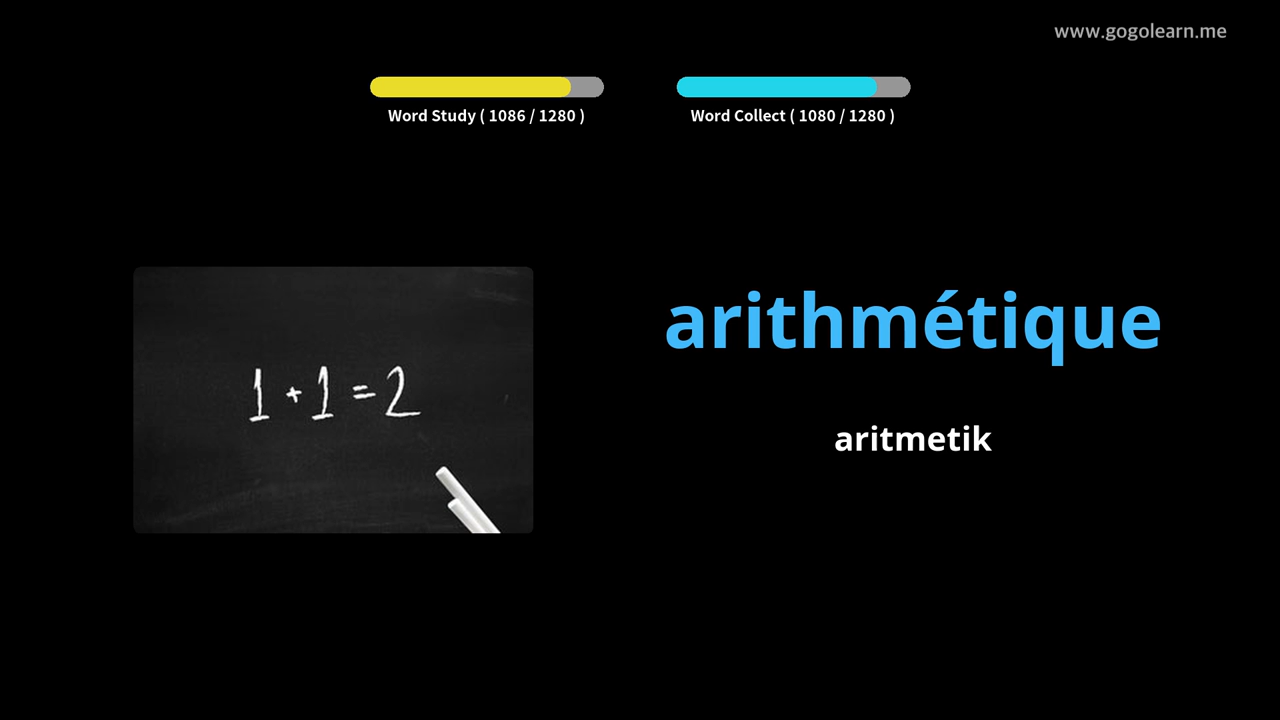 www.gogolearn.me
Word Study ( 1086 / 1280 )
Word Collect ( 1080 / 1280 )
1 + 1 = 2
arithmétique
aritmetik